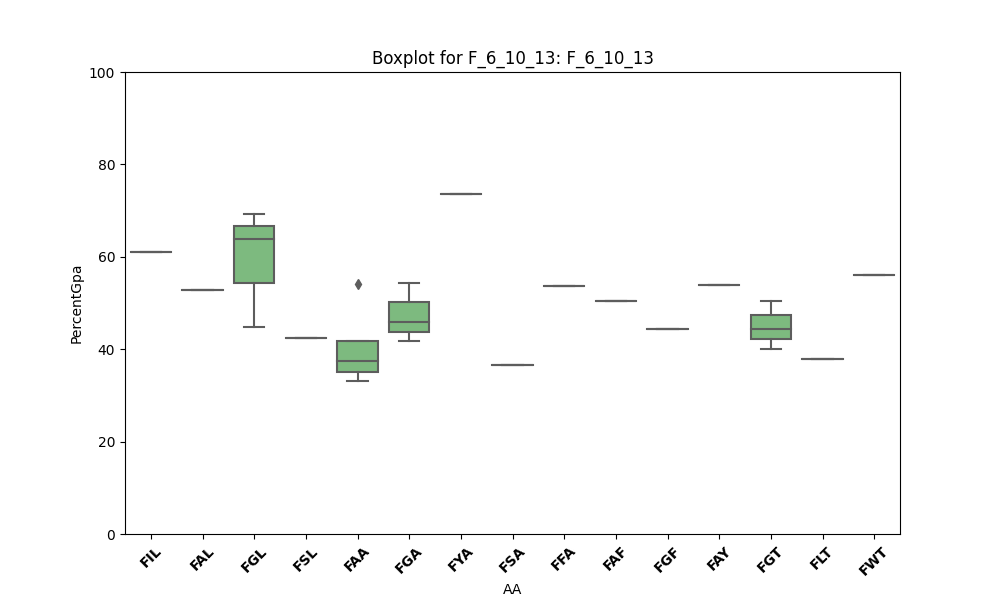 Boxplot for F_6_10_13: F_6_10_13
100
80
60
40
20
0
PercentGpa
FIL FAL FGL FSL FAA FGA FYA FSA FFA FAF FGF FAY FGT FLT FWT
AA